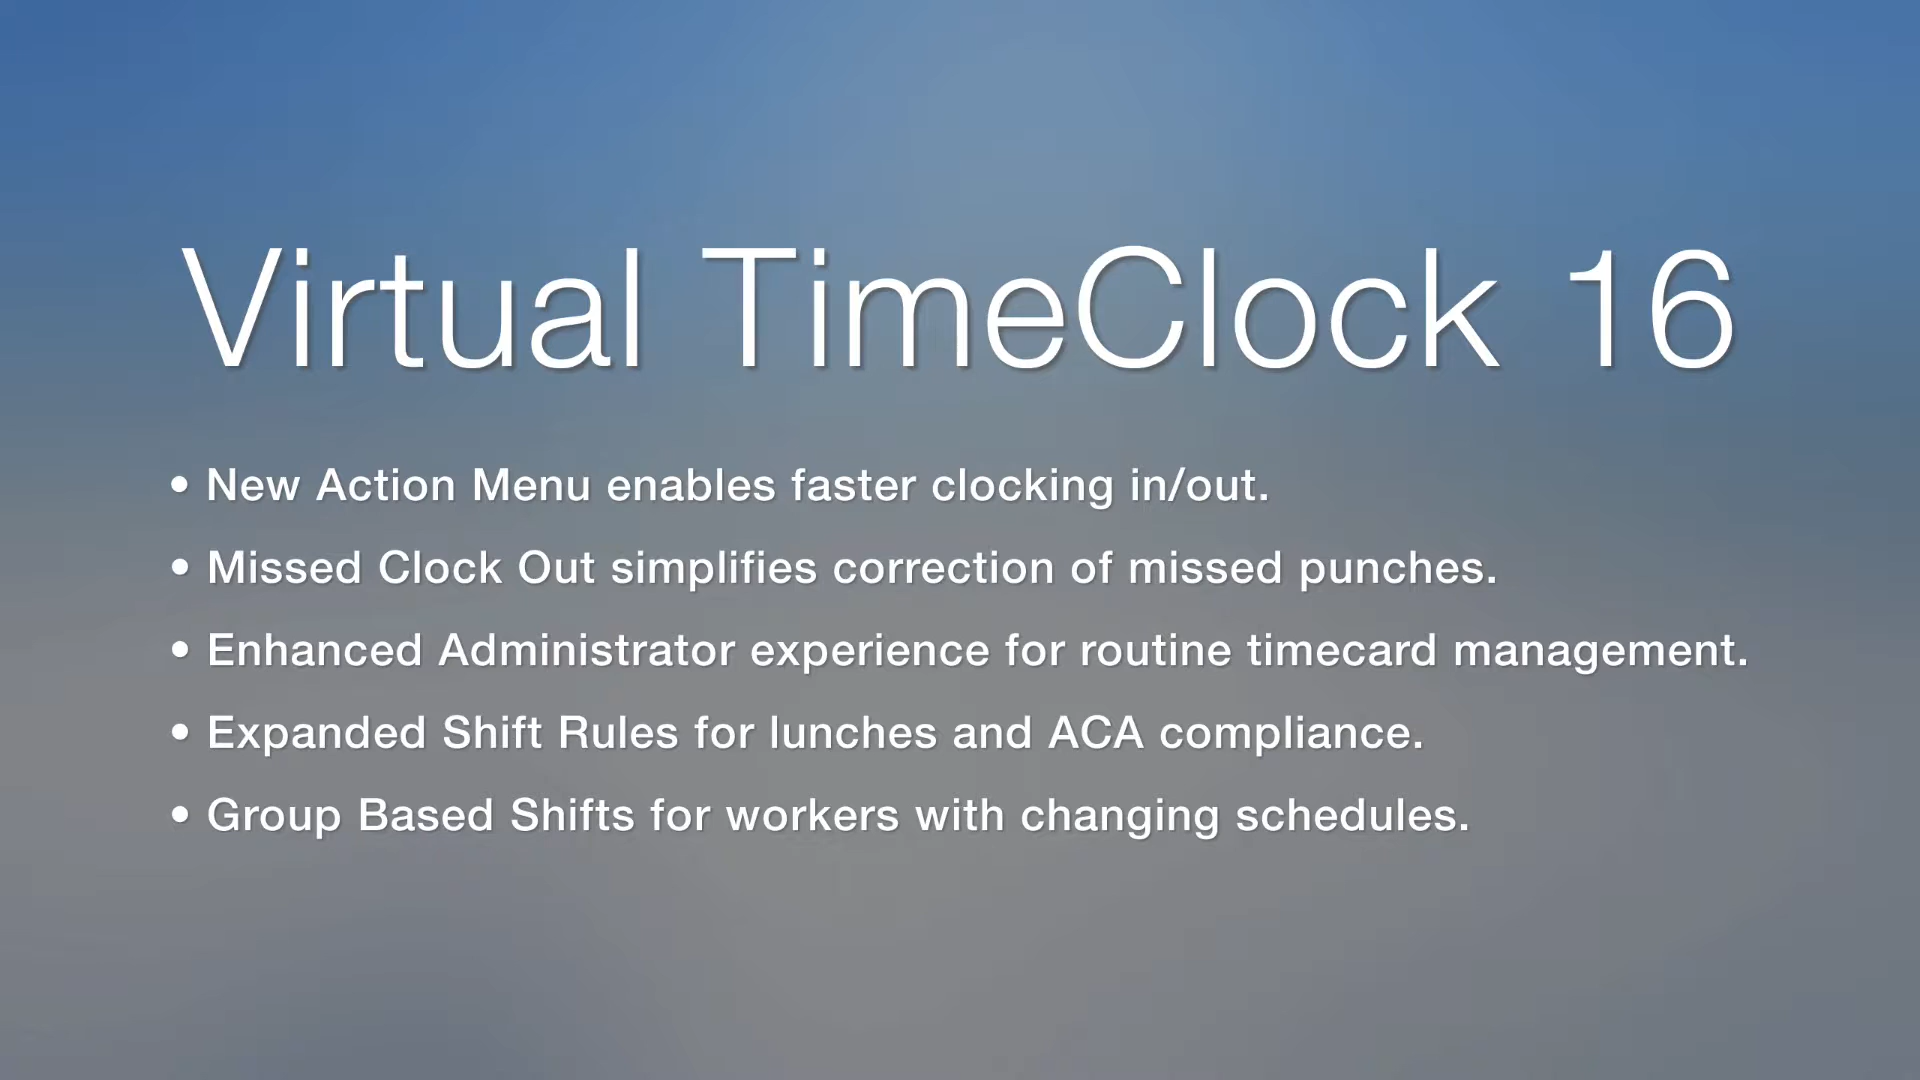 Virtual TimeClock 16
• New Action Menu enables faster clocking in/out.
• Missed Clock Out simplifies correction of missed punches.
• Enhanced Administrator experience for routine timecard management.
• Expanded Shift Rules for lunches and ACA compliance.
• Group Based Shifts for workers with changing schedules.